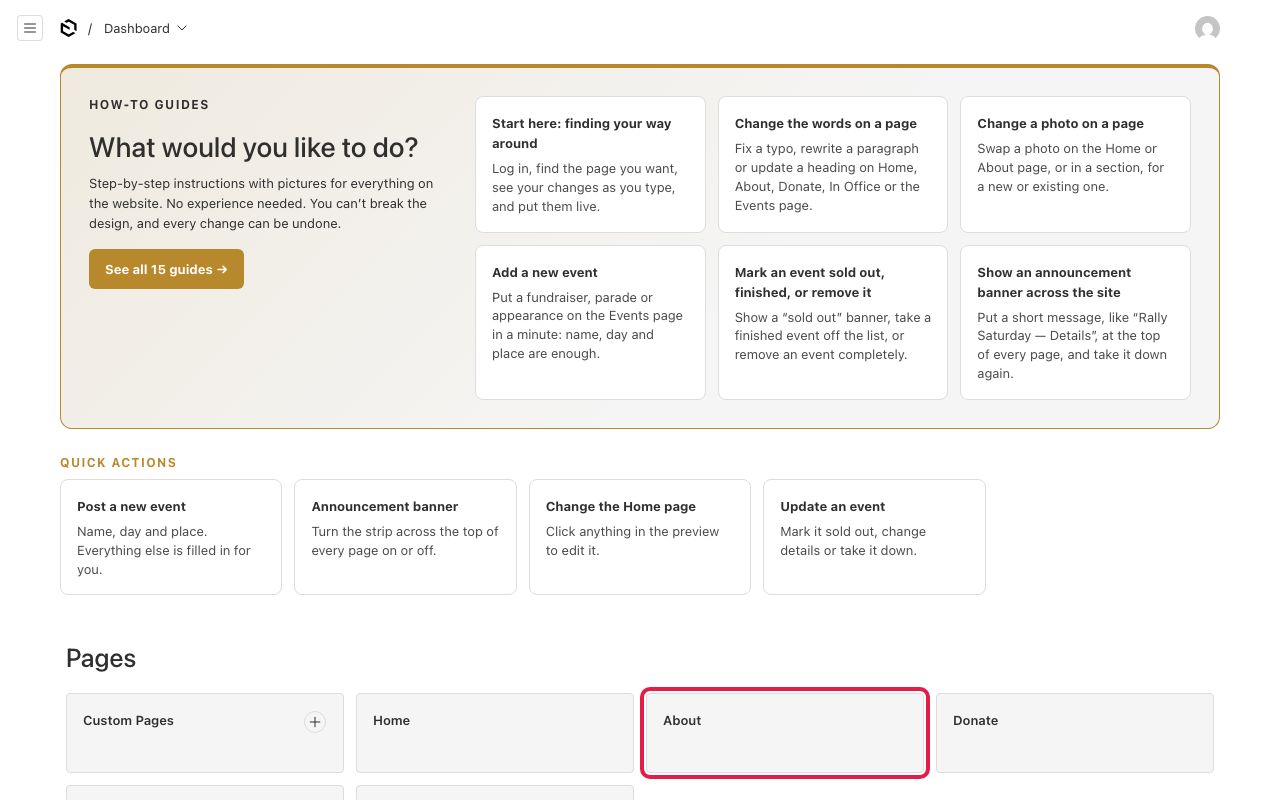 / Dashboard
HOW-TO GUIDES
What would you like to do?
Step-by-step instructions with pictures for everything on
the website. No experience needed. You can’t break the
design, and every change can be undone.
See all 15 guides →
Start here: finding your way
around
Log in, find the page you want,
see your changes as you type,
and put them live.
Change the words on a page
Fix a typo, rewrite a paragraph
or update a heading on Home,
About, Donate, In Office or the
Events page.
Change a photo on a page
Swap a photo on the Home or
About page, or in a section, for
a new or existing one.
Add a new event
Put a fundraiser, parade or
appearance on the Events page
in a minute: name, day and
place are enough.
Mark an event sold out,
finished, or remove it
Show a “sold out” banner, take a
finished event off the list, or
remove an event completely.
Show an announcement
banner across the site
Put a short message, like “Rally
Saturday — Details”, at the top
of every page, and take it down
again.
QUICK ACTIONS
Post a new event
Name, day and place.
Everything else is filled in for
you.
Announcement banner
Turn the strip across the top of
every page on or off.
Change the Home page
Click anything in the preview
to edit it.
Update an event
Mark it sold out, change
details or take it down.
Pages
Custom Pages
Home
About
Donate